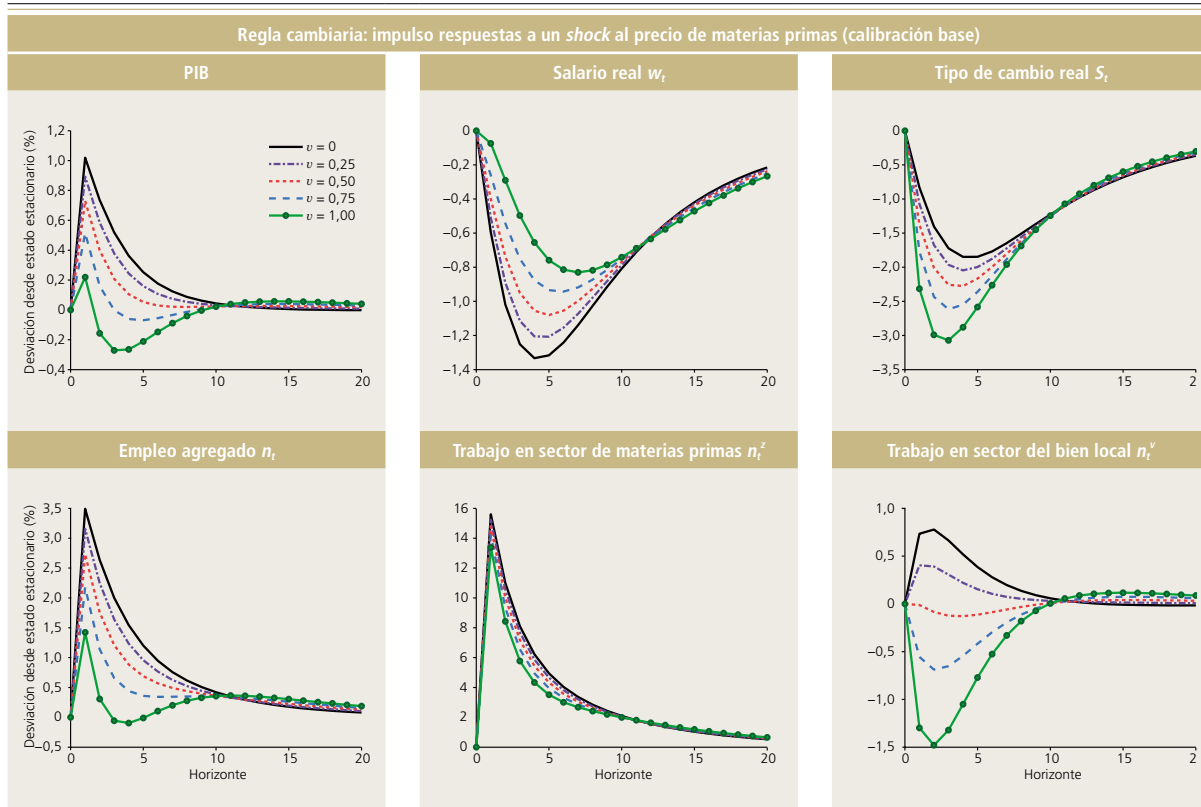 Regla cambiaria: impulso respuestas a un shock al precio de materias primas (calibración base)
PIB
Desviación desde estado estacionario (%)
1,2
1,0
0,8
0,6
0,4
0,2
0
−0,2
−0,4
0 5 10 15 20
v = 0
v = 0,25
v = 0,50
v = 0,75
v = 1,00
Salario real wₜ
0
−0,2
−0,4
−0,6
−0,8
−1,0
−1,2
−1,4
0 5 10 15 20
Tipo de cambio real Sₜ
0
−0,5
−1,0
−1,5
−2,0
−2,5
−3,0
−3,5
0 5 10 15 2
Empleo agregado nₜ
Desviación desde estado estacionario (%)
3,5
3,0
2,5
2,0
1,5
1,0
0,5
0
−0,5
0 5 10 15 20
Horizonte
Trabajo en sector de materias primas nₜᶻ
16
14
12
10
8
6
4
2
0
0 5 10 15 20
Horizonte
Trabajo en sector del bien local nₜᵛ
1,0
0,5
0
−0,5
−1,0
−1,5
0 5 10 15 2
Horizonte